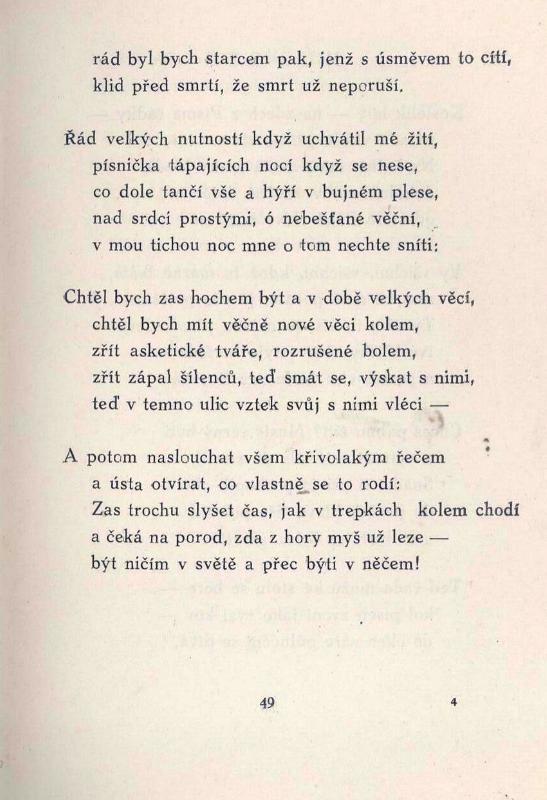 rád byl bych starcem pak, jenž s úsměvem to cítí,
klid před smrtí, že smrt už neporuší.
Řád velkých nutností když uchvátil mé žití,
písnička tápajících nocí když se nese,
co dole tančí vše a hýří v bujném plese,
nad srdcí prostými, ó nebešťané věční,
v mou tichou noc mne o tom nechte sníti:
Chtěl bych zas hochem být a v době velkých věcí,
chtěl bych mít věčně nové věci kolem,
zřít asketické tváře, rozrušené bolem,
zřít zápal šílenců, teď smát se, výskat s nimi,
teď v temno ulic vztek svůj s nimi vléci —
A potom naslouchat všem křivolakým řečem
a ústa otvírat, co vlastně se to rodí:
Zas trochu slyšet čas, jak v trepkách kolem chodí
a čeká na porod, zda z hory myš už leze —
být ničím v světě a přec býti v něčem!
49 4